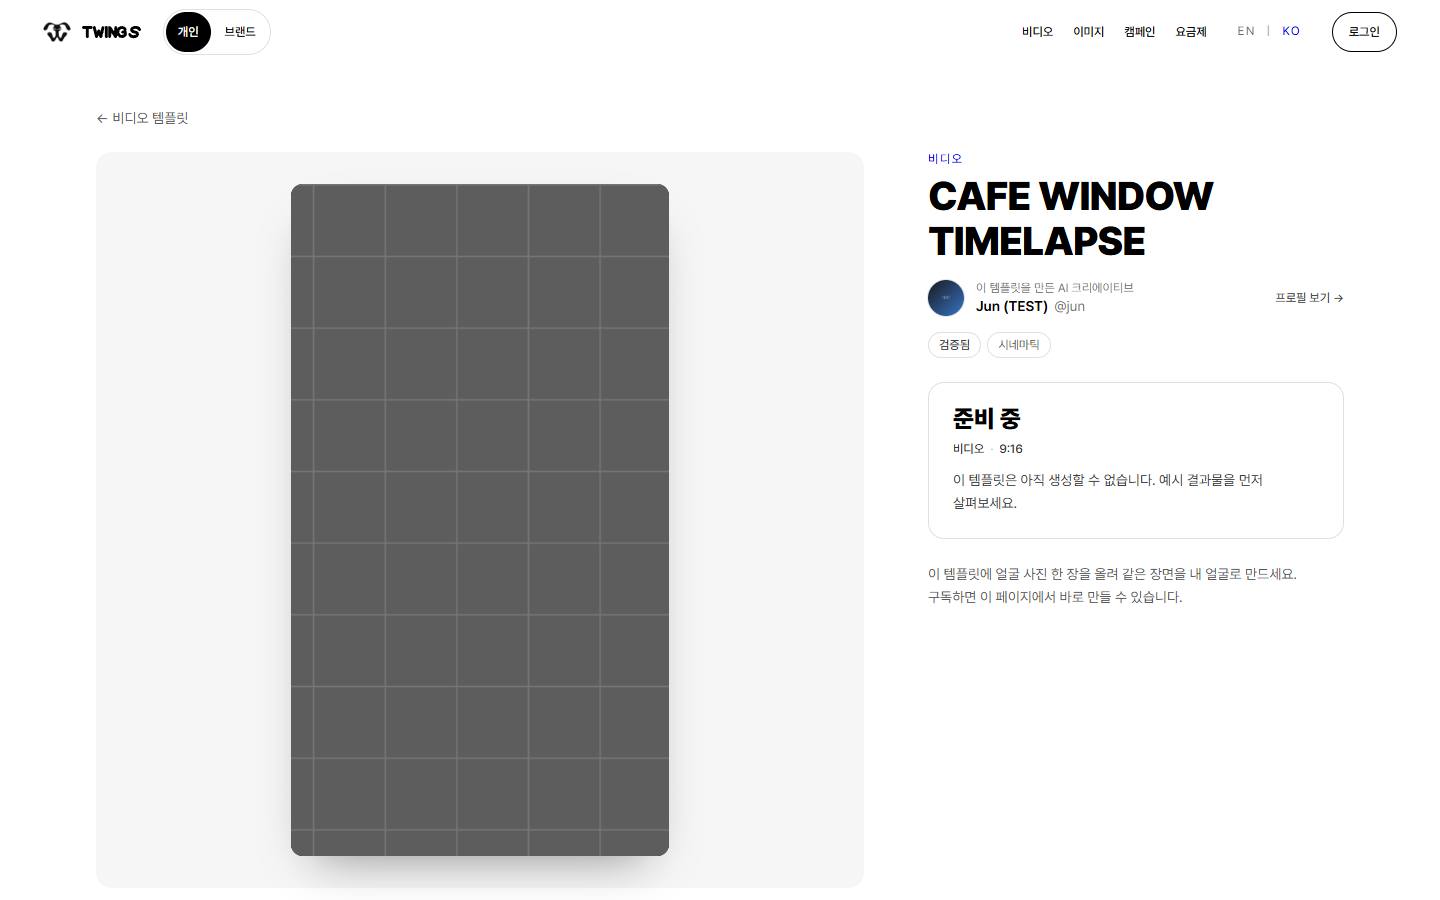 TWINGS
개인
브랜드
비디오
이미지
캠페인
요금제
EN | KO
로그인
← 비디오 템플릿
비디오
CAFE WINDOW
TIMELAPSE
이 템플릿을 만든 AI 크리에이티브
Jun (TEST) @jun
프로필 보기 →
검증됨
시네마틱
준비 중
비디오 · 9:16
이 템플릿은 아직 생성할 수 없습니다. 예시 결과물을 먼저
살펴보세요.
이 템플릿에 얼굴 사진 한 장을 올려 같은 장면을 내 얼굴로 만드세요.
구독하면 이 페이지에서 바로 만들 수 있습니다.